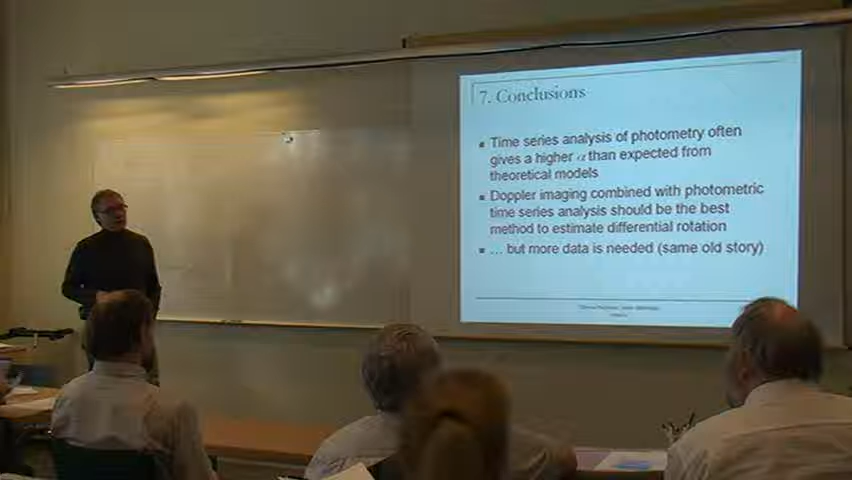 7. Conclusions
Time series analysis of photometry often
gives a higher α than expected from
theoretical models
Doppler imaging combined with photometric
time series analysis should be the best
method to estimate differential rotation
... but more data is needed (same old story)